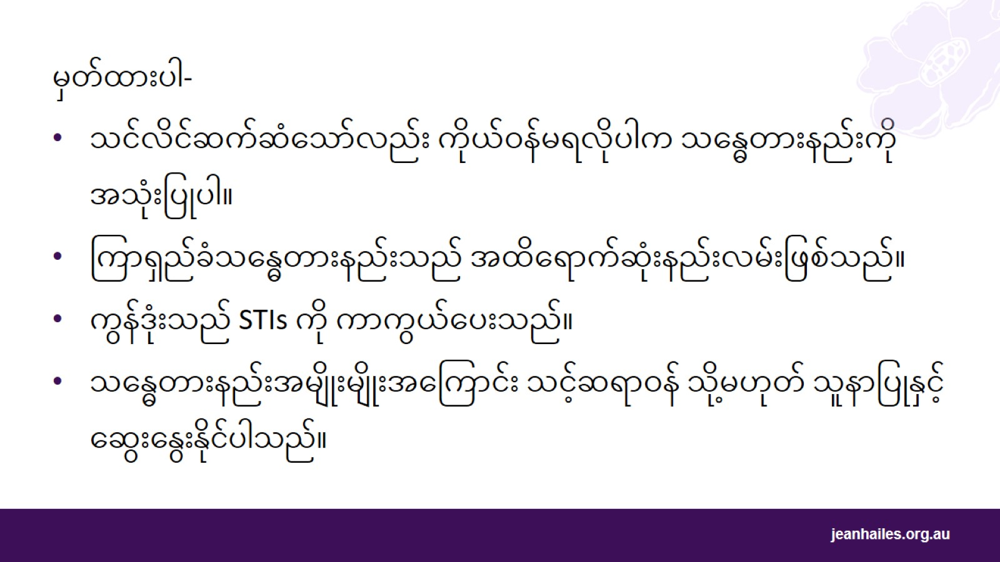 မှတ်ထားပါ-
• သင်လိင်ဆက်ဆံသော်လည်း ကိုယ်ဝန်မရလိုပါက သန္ဓေတားနည်းကို
အသုံးပြုပါ။
• ကြာရှည်ခံသန္ဓေတားနည်းသည် အထိရောက်ဆုံးနည်းလမ်းဖြစ်သည်။
• ကွန်ဒုံးသည် STIs ကို ကာကွယ်ပေးသည်။
• သန္ဓေတားနည်းအမျိုးမျိုးအကြောင်း သင့်ဆရာဝန် သို့မဟုတ် သူနာပြုနှင့်
ဆွေးနွေးနိုင်ပါသည်။
jeanhailes.org.au